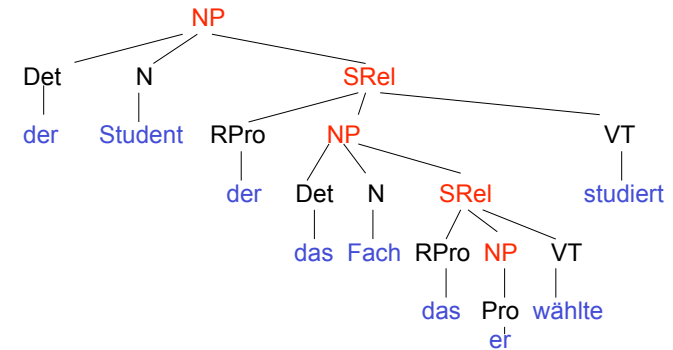 NP
Det N SRel
der Student RPro NP VT
der Det N SRel studiert
das Fach RPro NP VT
das Pro wählte
er